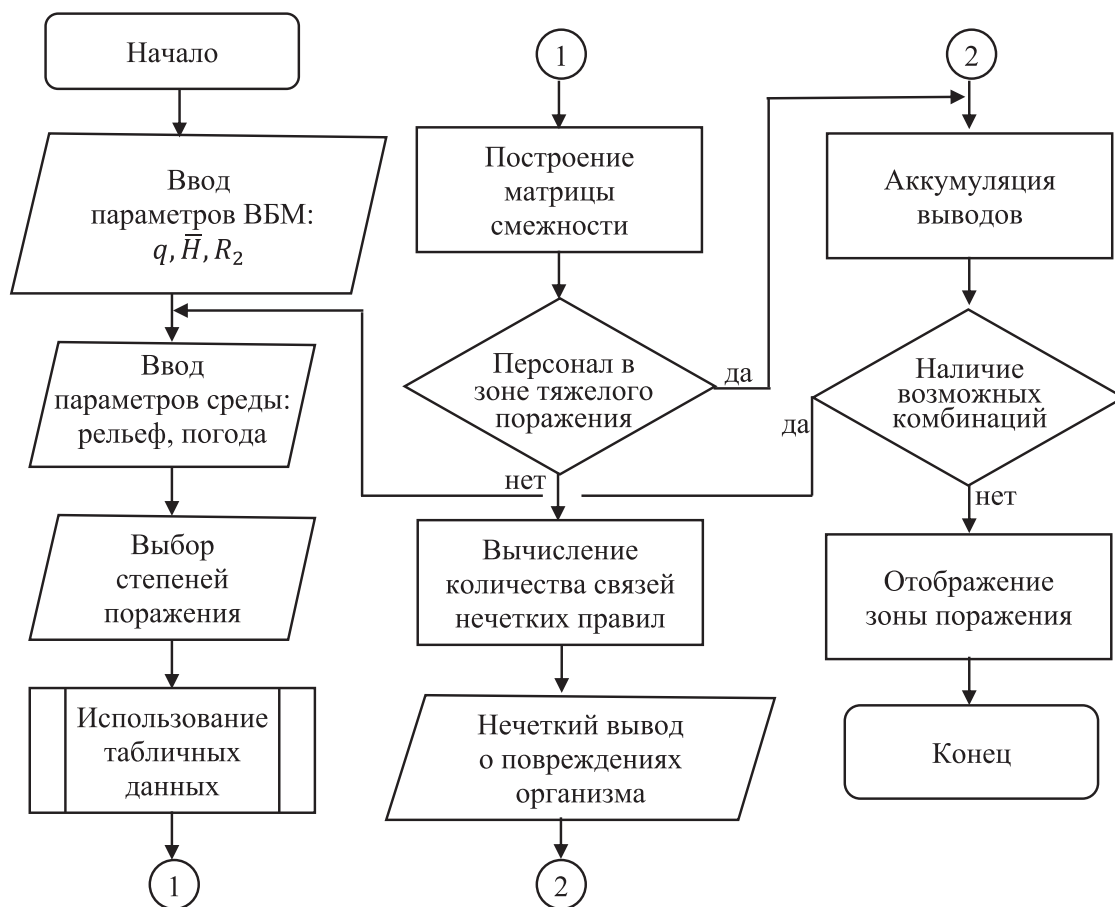 Начало
Ввод
параметров ВБМ:
q, H̅, R₂
Ввод
параметров среды:
рельеф, погода
Выбор
степеней
поражения
Использование
табличных
данных
1
1
Построение
матрицы
смежности
Персонал в
зоне тяжелого
поражения
да
нет
Вычисление
количества связей
нечетких правил
Нечеткий вывод
о повреждениях
организма
2
2
Аккумуляция
выводов
Наличие
возможных
комбинаций
да
нет
Отображение
зоны поражения
Конец